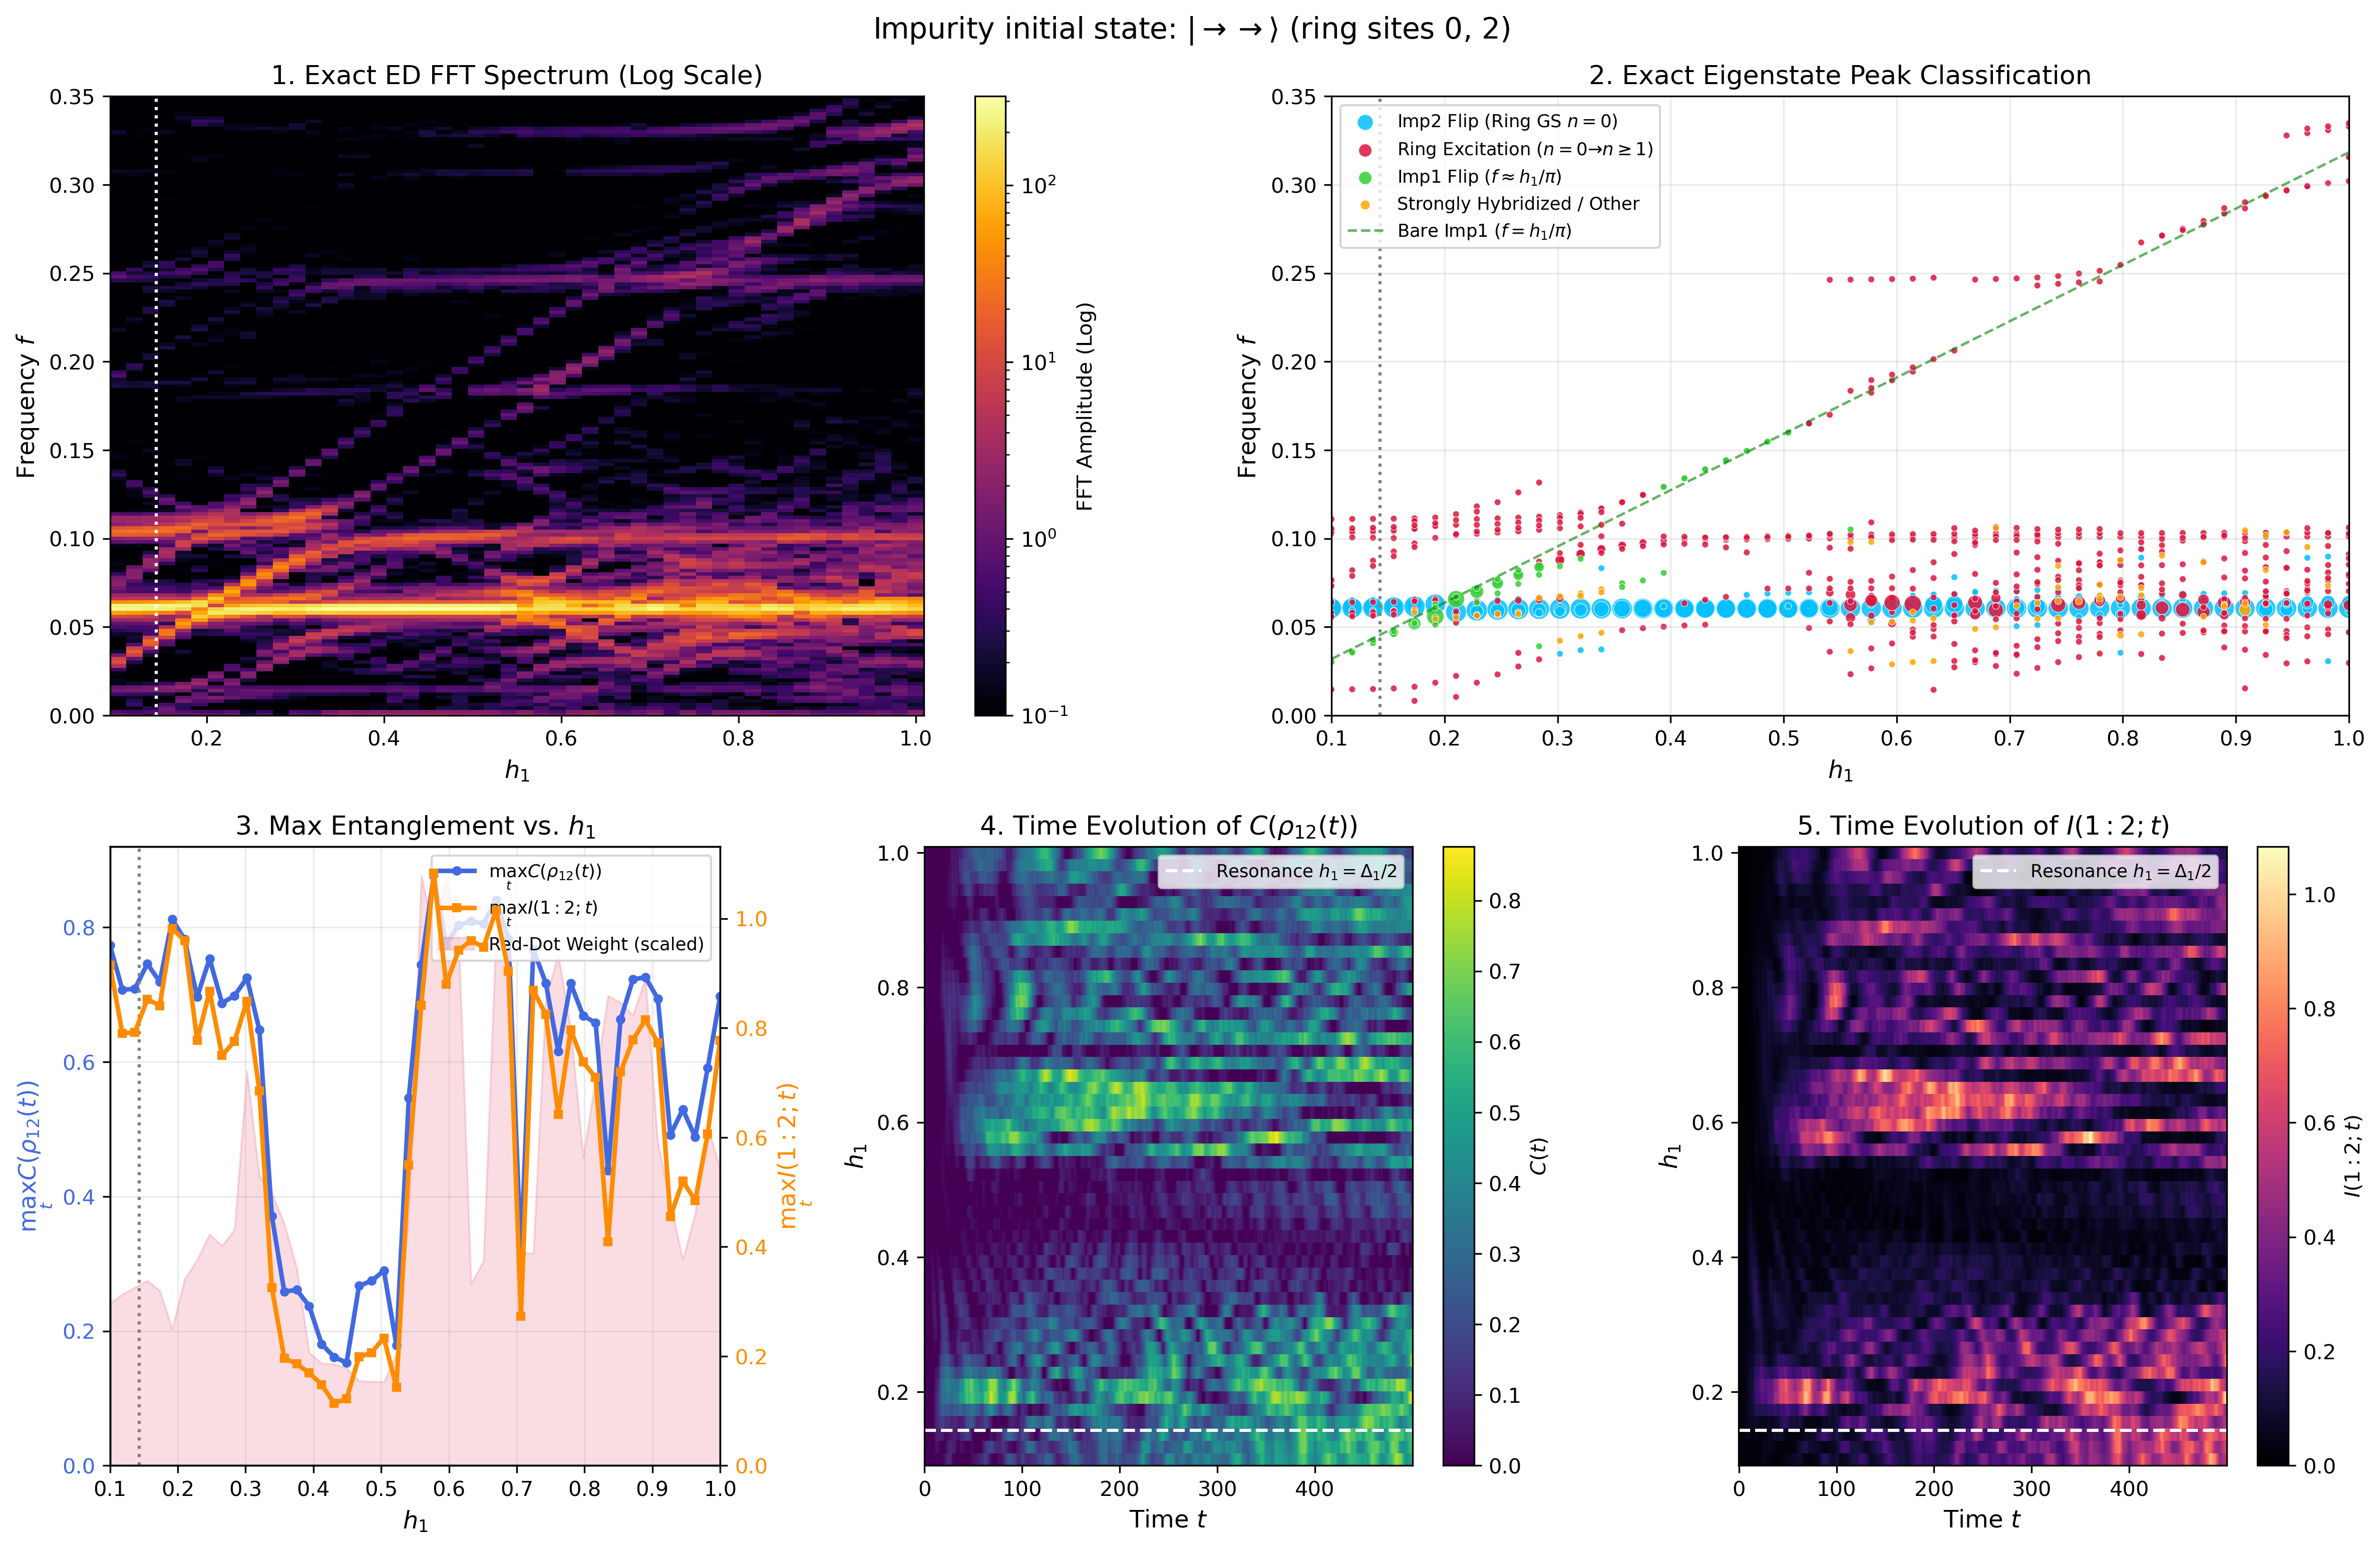 Impurity initial state: |→→⟩ (ring sites 0, 2)
1. Exact ED FFT Spectrum (Log Scale)
0.35
0.30
0.25
0.20
0.15
0.10
0.05
0.00
Frequency f
0.2
0.4
0.6
0.8
1.0
h₁
10²
10¹
10⁰
10⁻¹
FFT Amplitude (Log)
2. Exact Eigenstate Peak Classification
0.35
0.30
0.25
0.20
0.15
0.10
0.05
0.00
Frequency f
Imp2 Flip (Ring GS n = 0)
Ring Excitation (n = 0→n ≥ 1)
Imp1 Flip (f ≈ h₁/π)
Strongly Hybridized / Other
Bare Imp1 (f = h₁/π)
0.1
0.2
0.3
0.4
0.5
0.6
0.7
0.8
0.9
1.0
h₁
3. Max Entanglement vs. h₁
0.8
0.6
0.4
0.2
0.0
max C(ρ₁₂(t))
t
max C(ρ₁₂(t))
t
max I(1 : 2; t)
t
Red-Dot Weight (scaled)
0.1
0.2
0.3
0.4
0.5
0.6
0.7
0.8
0.9
1.0
h₁
1.0
0.8
0.6
0.4
0.2
0.0
max I(1 : 2; t)
t
4. Time Evolution of C(ρ₁₂(t))
1.0
0.8
0.6
0.4
0.2
h₁
Resonance h₁ = Δ₁/2
0
100
200
300
400
Time t
0.8
0.7
0.6
0.5
0.4
0.3
0.2
0.1
0.0
C(t)
5. Time Evolution of I(1 : 2; t)
1.0
0.8
0.6
0.4
0.2
h₁
Resonance h₁ = Δ₁/2
0
100
200
300
400
Time t
1.0
0.8
0.6
0.4
0.2
0.0
I(1 : 2; t)